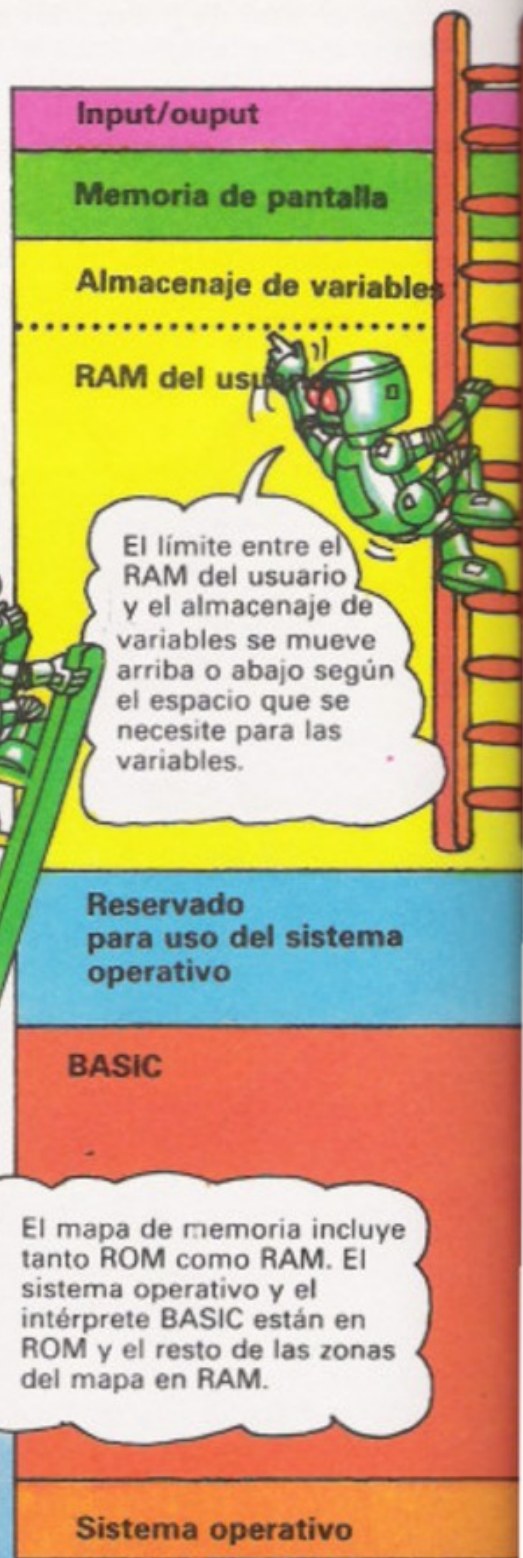 Input/ouput
Memoria de pantalla
Almacenaje de variables
RAM del
El límite entre el
RAM del usuario
y el almacenaje de
variables se mueve
arriba o abajo según
el espacio que se
necesite para las
variables.
Reservado
para uso del sistema
operativo
BASIC
El mapa de memoria incluye
tanto ROM como RAM. El
sistema operativo y el
intérprete BASIC están en
ROM y el resto de las zonas
del mapa en RAM.
Sistema operativo